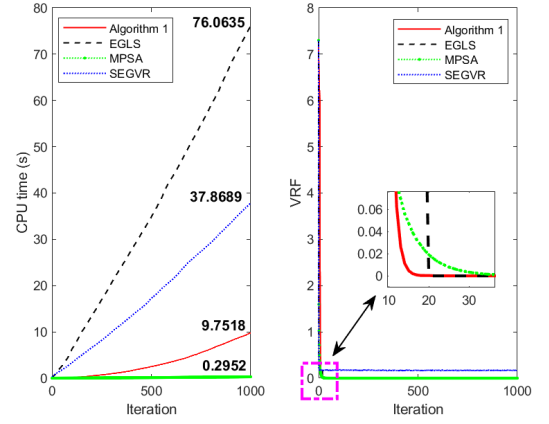 80
70
60
50
40
30
20
10
0
CPU time (s)
0
500
1000
Iteration
Algorithm 1
EGLS
MPSA
SEGVR
76.0635
37.8689
9.7518
0.2952
8
7
6
5
4
3
2
1
0
VRF
0
500
1000
Iteration
Algorithm 1
EGLS
MPSA
SEGVR
0.06
0.04
0.02
0
10
20
30